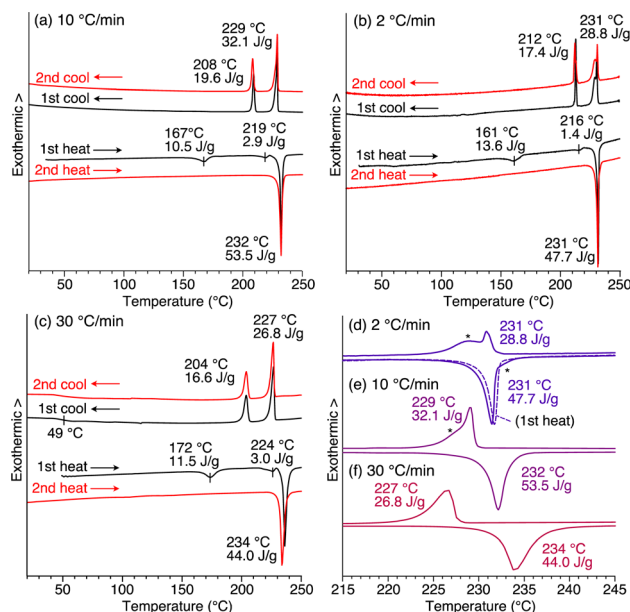 (a) 10 °C/min
229 °C
32.1 J/g
208 °C
19.6 J/g
2nd cool
1st cool
167°C
10.5 J/g
219 °C
2.9 J/g
1st heat
2nd heat
232 °C
53.5 J/g
Exothermic >
50 100 150 200 250
Temperature (°C)
(b) 2 °C/min
231 °C
28.8 J/g
212 °C
17.4 J/g
2nd cool
1st cool
216 °C
1.4 J/g
161 °C
13.6 J/g
1st heat
2nd heat
231 °C
47.7 J/g
Exothermic >
50 100 150 200 250
Temperature (°C)
(c) 30 °C/min
227 °C
26.8 J/g
204 °C
16.6 J/g
2nd cool
1st cool
49 °C
172 °C
11.5 J/g
224 °C
3.0 J/g
1st heat
2nd heat
234 °C
44.0 J/g
Exothermic >
50 100 150 200 250
Temperature (°C)
(d) 2 °C/min
*
231 °C
28.8 J/g
*
231 °C
47.7 J/g
(1st heat)
(e) 10 °C/min
229 °C
32.1 J/g
*
232 °C
53.5 J/g
(f) 30 °C/min
227 °C
26.8 J/g
234 °C
44.0 J/g
Exothermic >
215 220 225 230 235 240 245
Temperature (°C)